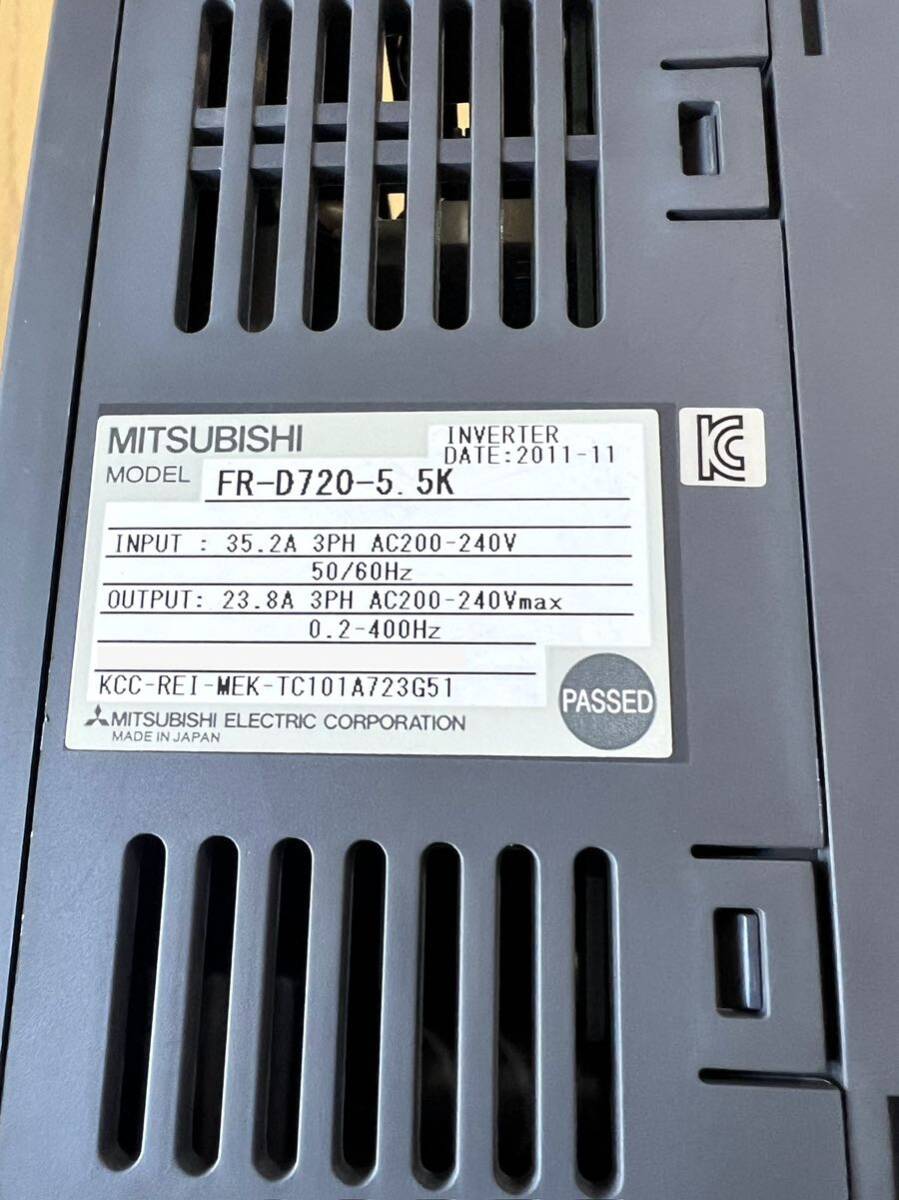 MITSUBISHI
INVERTER
DATE:2011-11
MODEL FR-D720-5.5K
INPUT : 35.2A 3PH AC200-240V
50/60Hz
OUTPUT: 23.8A 3PH AC200-240Vmax
0.2-400Hz
KCC-REI-MEK-TC101A723G51
PASSED
MITSUBISHI ELECTRIC CORPORATION
MADE IN JAPAN
KC